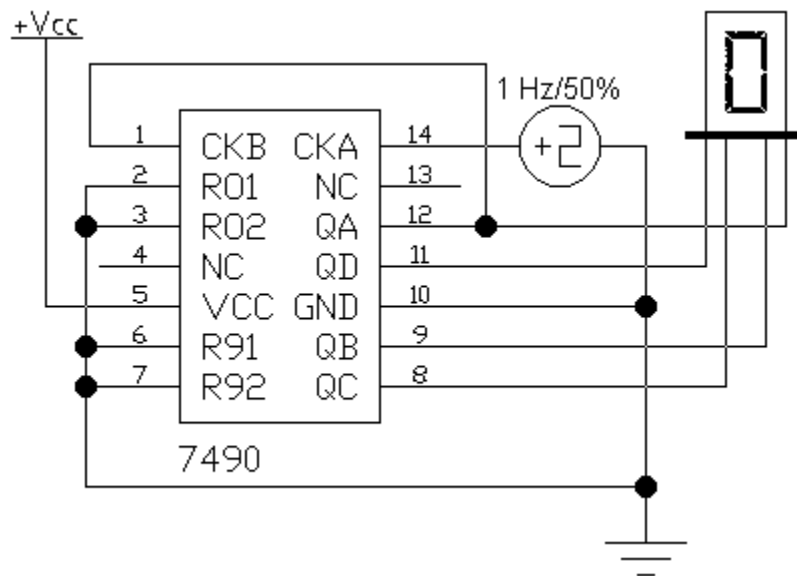 +Vcc
1 Hz/50%
0
1 CKB CKA 14
2 R01 NC 13
3 R02 QA 12
4 NC QD 11
5 VCC GND 10
6 R91 QB 9
7 R92 QC 8
7490